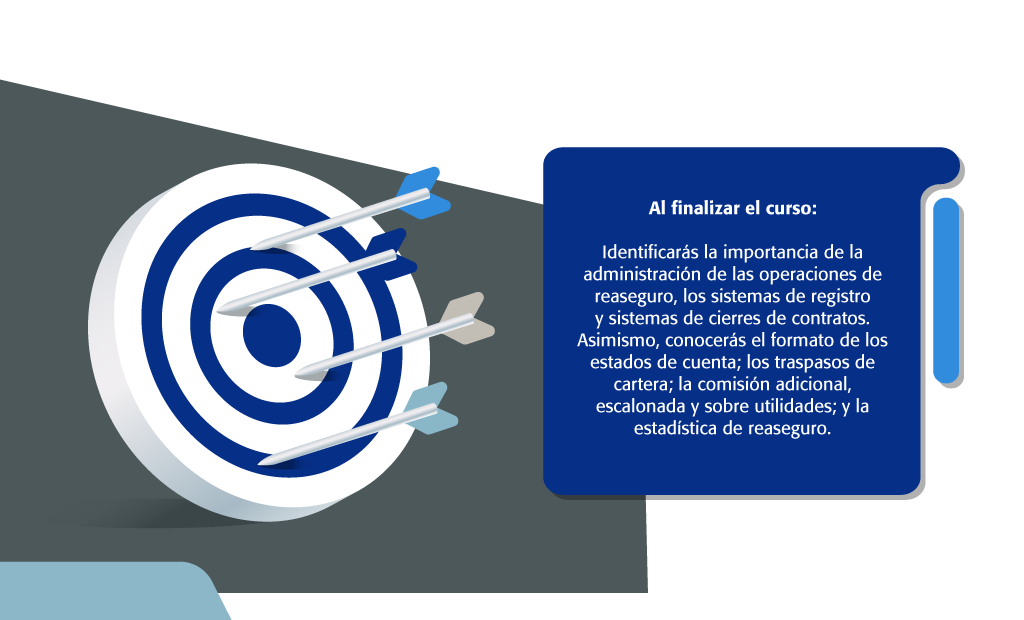 Al finalizar el curso:
Identificarás la importancia de la
administración de las operaciones de
reaseguro, los sistemas de registro
y sistemas de cierres de contratos.
Asimismo, conocerás el formato de los
estados de cuenta; los traspasos de
cartera; la comisión adicional,
escalonada y sobre utilidades; y la
estadística de reaseguro.